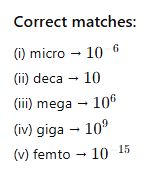 Correct matches:
(i) micro → 10 ⁶
(ii) deca → 10
(iii) mega → 10⁶
(iv) giga → 10⁹
(v) femto → 10 ¹⁵